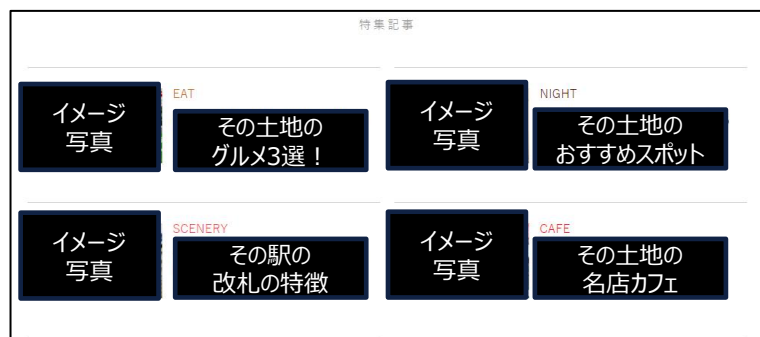 特集記事
イメージ
写真
EAT
その土地の
グルメ3選！
イメージ
写真
NIGHT
その土地の
おすすめスポット
イメージ
写真
SCENERY
その駅の
改札の特徴
イメージ
写真
CAFE
その土地の
名店カフェ